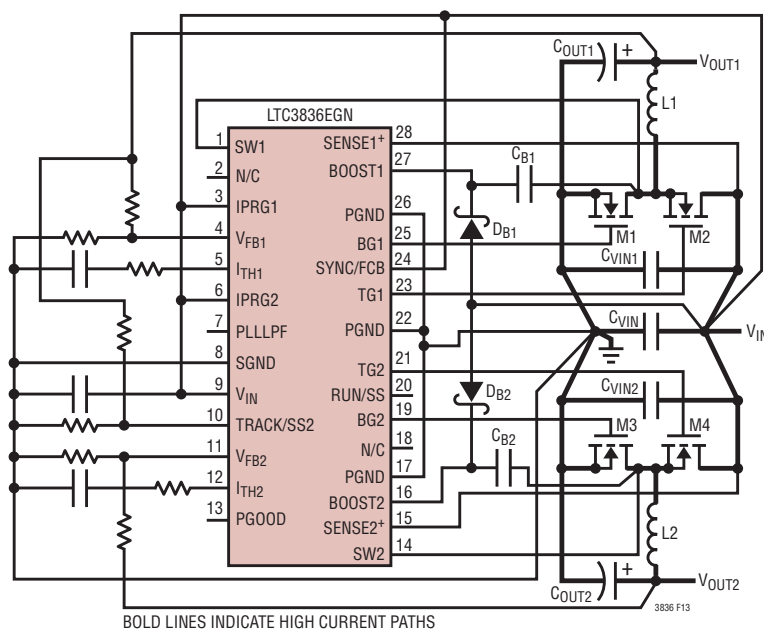 COUT1
+
VOUT1
L1
LTC3836EGN
1 SW1
2 N/C
3 IPRG1
4 VFB1
5 ITH1
6 IPRG2
7 PLLLPF
8 SGND
9 VIN
10 TRACK/SS2
11 VFB2
12 ITH2
13 PGOOD
SENSE1+ 28
BOOST1 27
PGND 26
BG1 25
SYNC/FCB 24
TG1 23
PGND 22
TG2 21
RUN/SS 20
BG2 19
N/C 18
PGND 17
BOOST2 16
SENSE2+ 15
SW2 14
CB1
DB1
M1
M2
CVIN1
CVIN
DB2
CVIN2
M3
M4
CB2
L2
COUT2
+
VOUT2
3836 F13
BOLD LINES INDICATE HIGH CURRENT PATHS